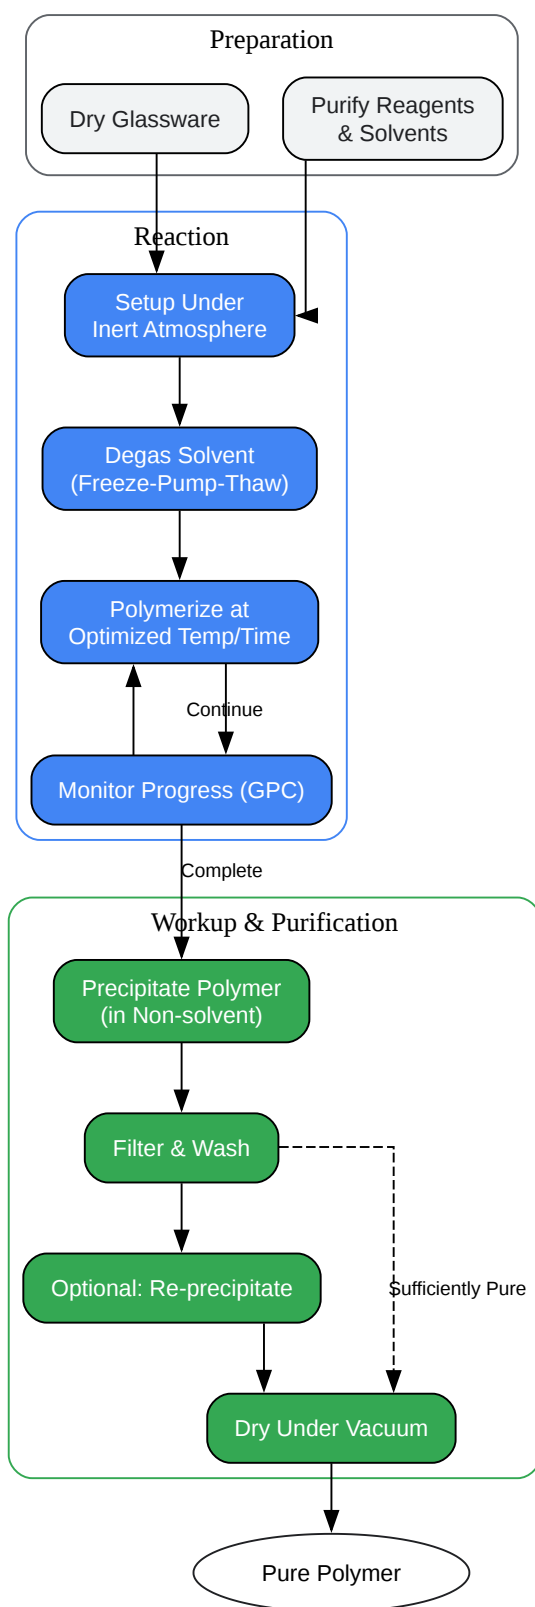 Preparation
Dry Glassware
Purify Reagents
& Solvents
Reaction
Setup Under
Inert Atmosphere
Degas Solvent
(Freeze-Pump-Thaw)
Polymerize at
Optimized Temp/Time
Continue
Monitor Progress (GPC)
Complete
Workup & Purification
Precipitate Polymer
(in Non-solvent)
Filter & Wash
Optional: Re-precipitate
Sufficiently Pure
Dry Under Vacuum
Pure Polymer